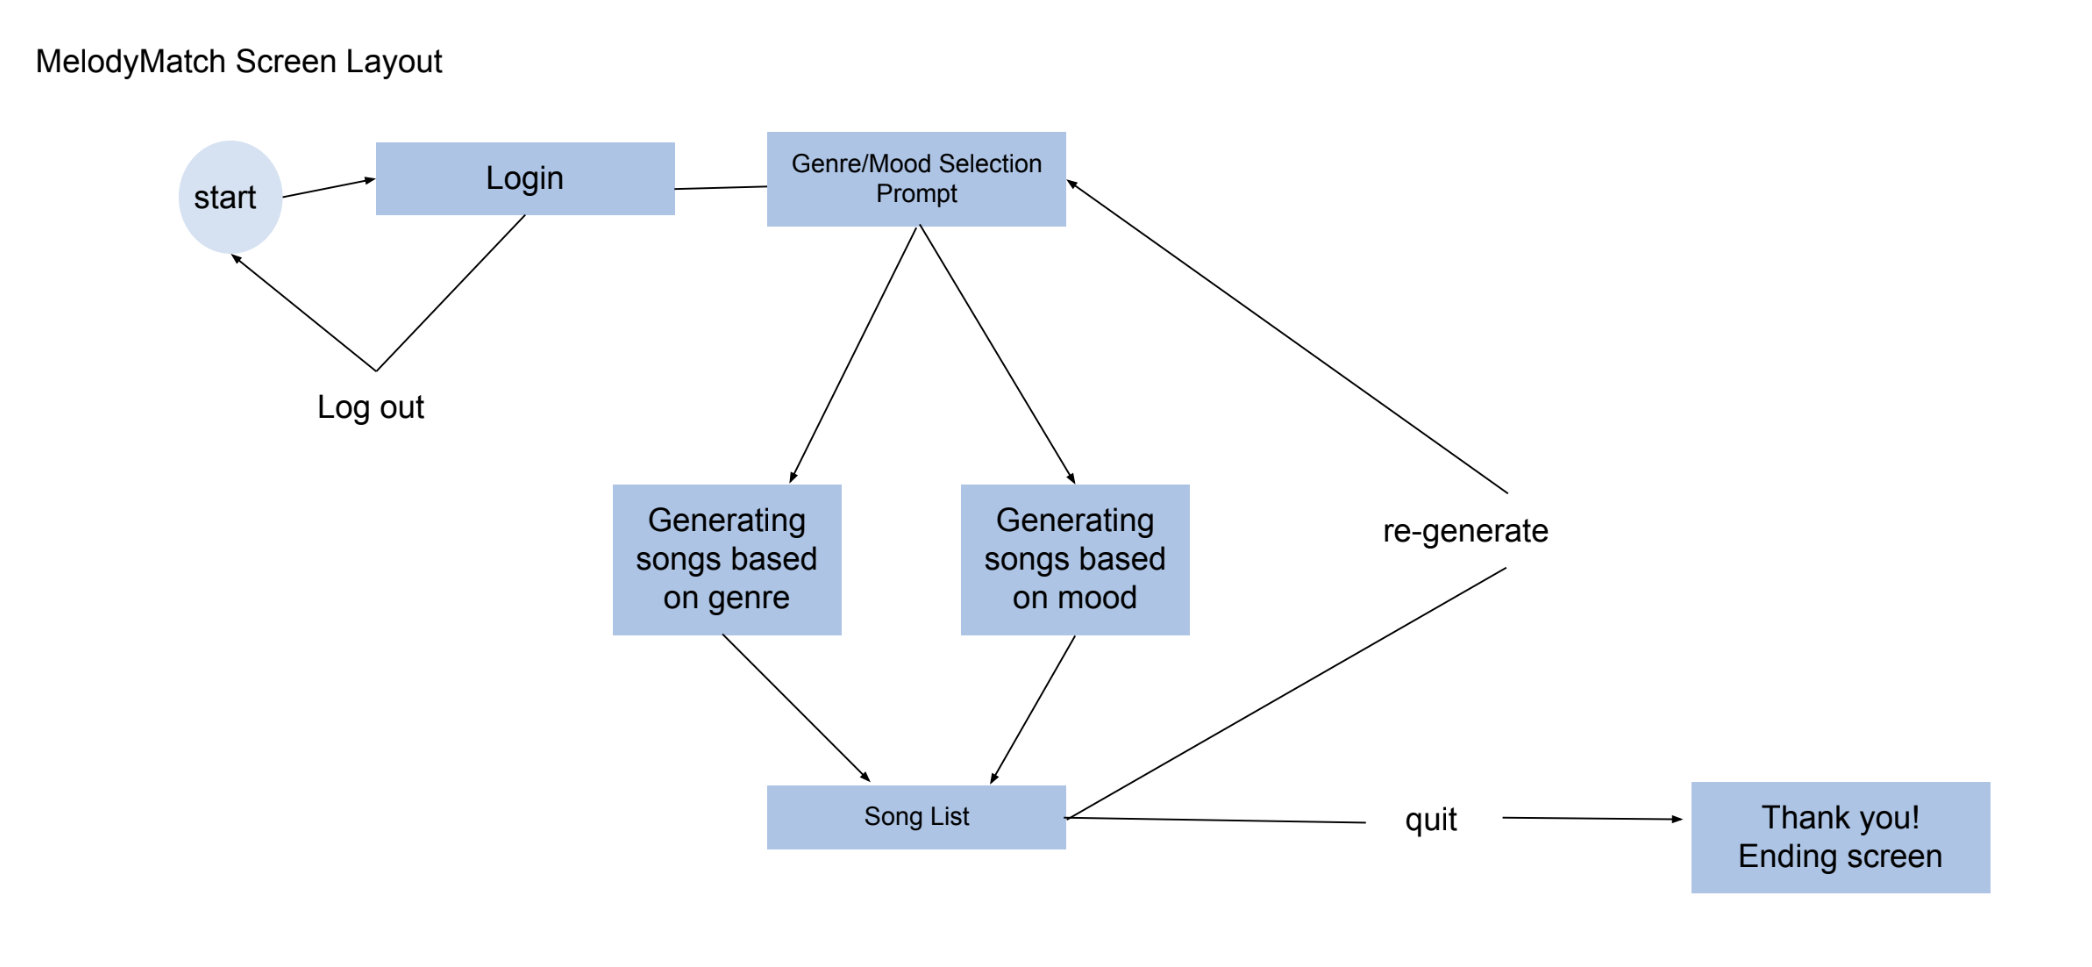 MelodyMatch Screen Layout
start
Login
Genre/Mood Selection
Prompt
Log out
Generating
songs based
on genre
Generating
songs based
on mood
re-generate
Song List
quit
Thank you!
Ending screen